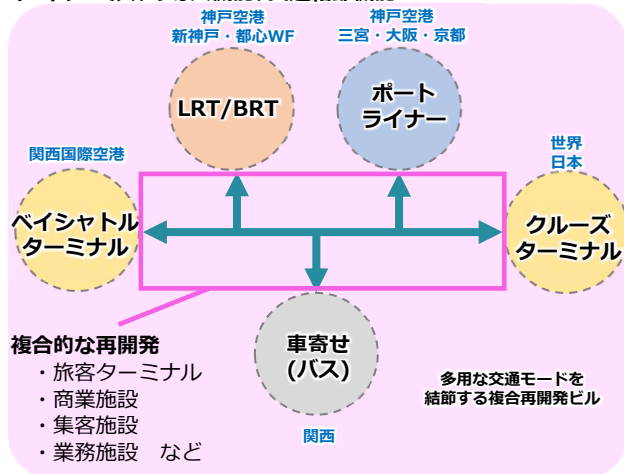 神戸空港
新神戸・都心WF
神戸空港
三宮・大阪・京都
LRT/BRT
ポート
ライナー
関西国際空港
世界
日本
ベイシャトル
ターミナル
クルーズ
ターミナル
複合的な再開発
・旅客ターミナル
・商業施設
・集客施設
・業務施設　など
車寄せ
(バス)
関西
多用な交通モードを
結節する複合再開発ビル